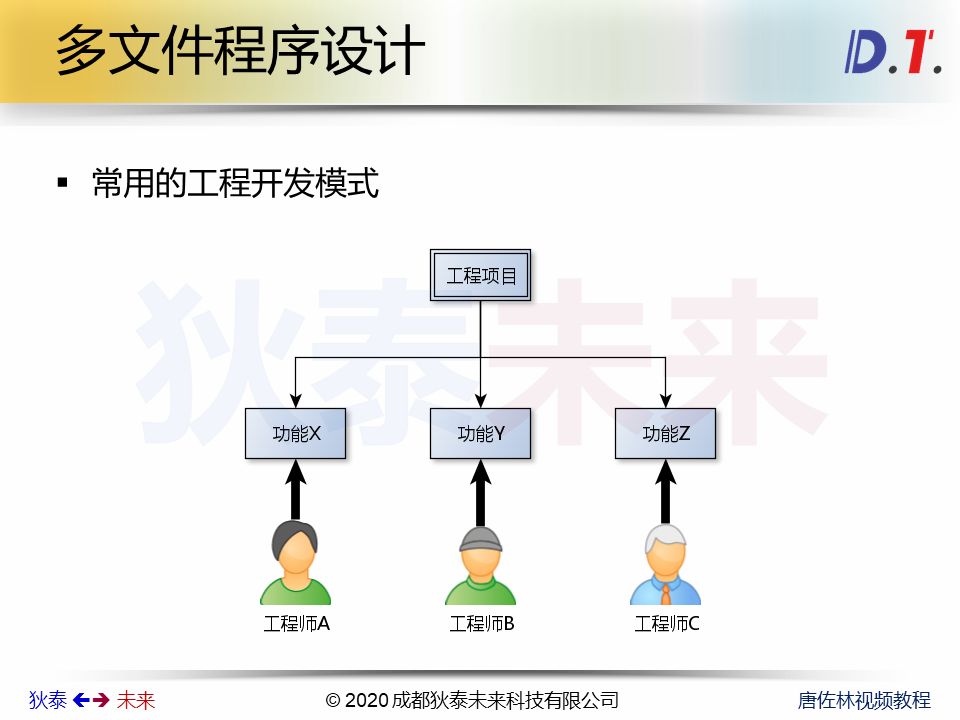 多文件程序设计
D.T.
▪ 常用的工程开发模式
工程项目
狄泰未来
功能X 功能Y 功能Z
工程师A 工程师B 工程师C
狄泰 🡰🡲 未来
© 2020 成都狄泰未来科技有限公司
唐佐林视频教程